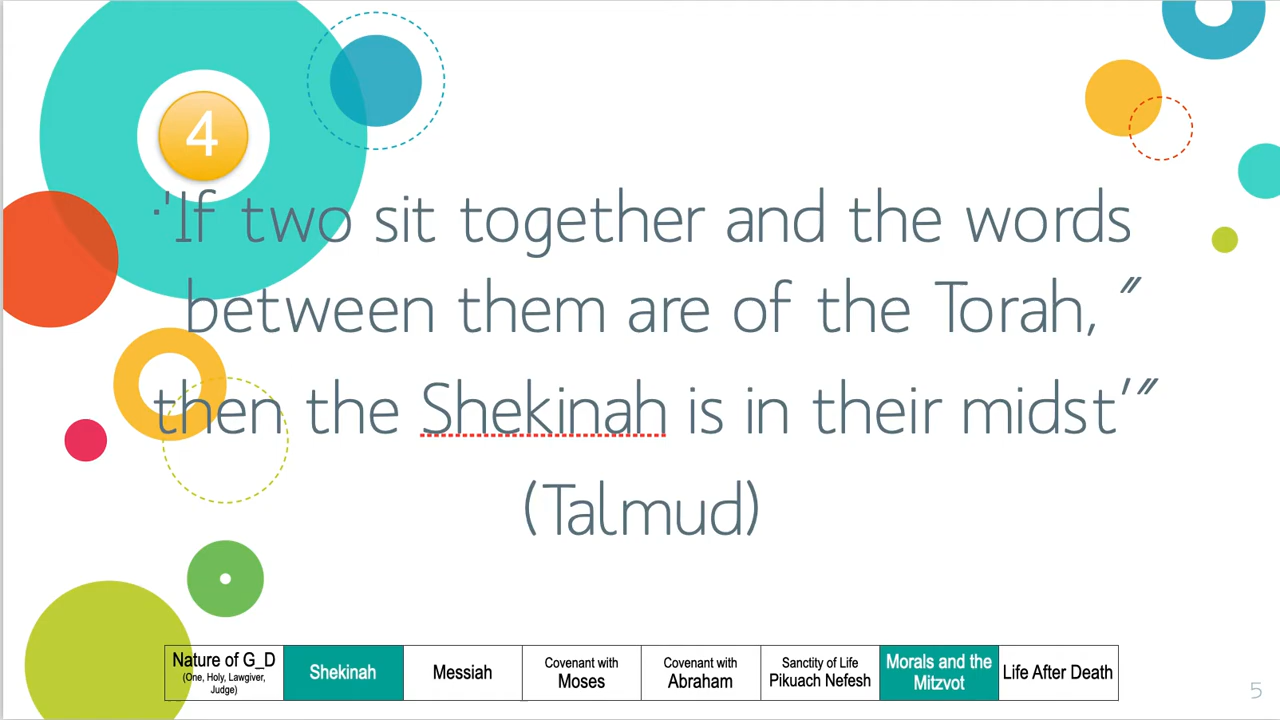 4
·'If two sit together and the words
between them are of the Torah,”
then the Shekinah is in their midst'”
(Talmud)
Nature of G_D
(One, Holy, Lawgiver,
Judge)
Shekinah
Messiah
Covenant with
Moses
Covenant with
Abraham
Sanctity of Life
Pikuach Nefesh
Morals and the
Mitzvot
Life After Death
5